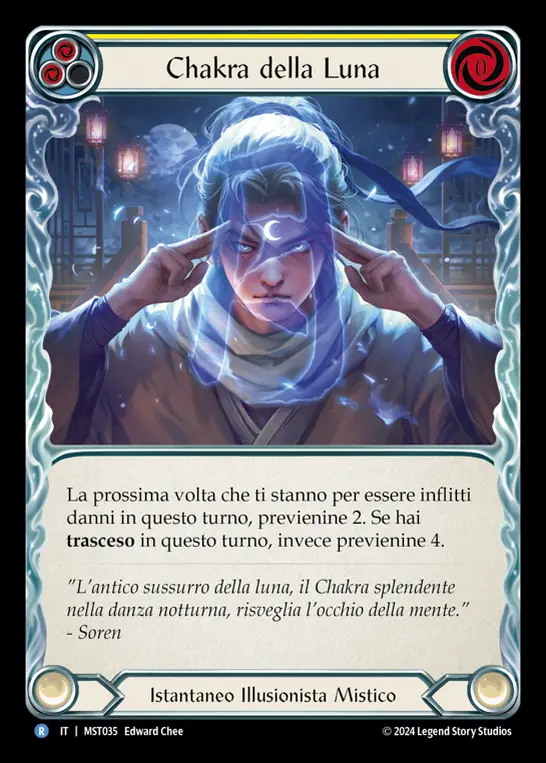 0
Chakra della Luna
La prossima volta che ti stanno per essere inflitti
danni in questo turno, previenine 2. Se hai
trasceso in questo turno, invece previenine 4.
"L'antico sussurro della luna, il Chakra splendente
nella danza notturna, risveglia l'occhio della mente."
- Soren
Istantaneo Illusionista Mistico
R IT | MST035 Edward Chee
© 2024 Legend Story Studios